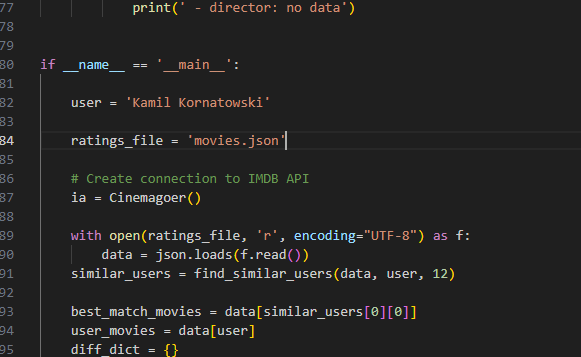 77 print(' - director: no data')
78
79
80 if __name__ == '__main__':
81
82 user = 'Kamil Kornatowski'
83
84 ratings_file = 'movies.json'
85
86 # Create connection to IMDB API
87 ia = Cinemagoer()
88
89 with open(ratings_file, 'r', encoding="UTF-8") as f:
90 data = json.loads(f.read())
91 similar_users = find_similar_users(data, user, 12)
92
93 best_match_movies = data[similar_users[0][0]]
94 user_movies = data[user]
95 diff_dict = {}